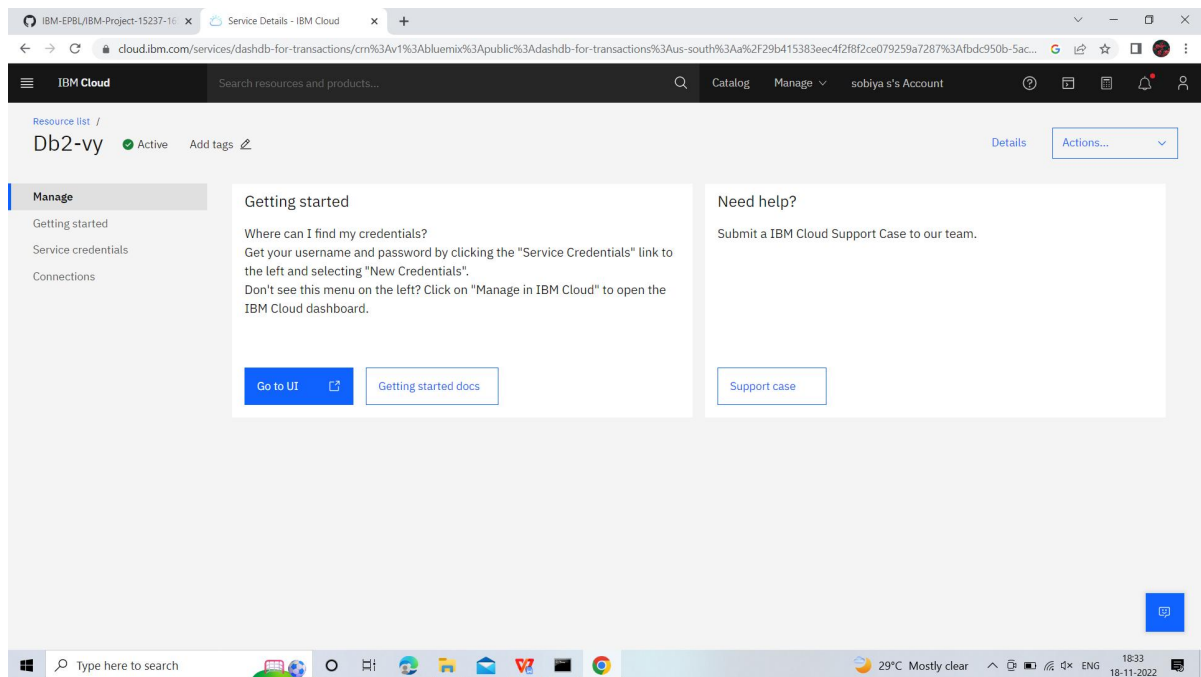 IBM-EPBL/IBM-Project-15237-16
Service Details - IBM Cloud
cloud.ibm.com/services/dashdb-for-transactions/crn%3Av1%3Abluemix%3Apublic%3Adashdb-for-transactions%3Aus-south%3Aa%2F29b415383eec4f2f8f2ce079259a7287%3Afbdc950b-5ac...
IBM Cloud
Search resources and products...
Catalog
Manage
sobiya s's Account
Resource list /
Db2-vy
Active
Add tags
Details
Actions...
Manage
Getting started
Service credentials
Connections
Getting started
Where can I find my credentials?
Get your username and password by clicking the "Service Credentials" link to
the left and selecting "New Credentials".
Don't see this menu on the left? Click on "Manage in IBM Cloud" to open the
IBM Cloud dashboard.
Go to UI
Getting started docs
Need help?
Submit a IBM Cloud Support Case to our team.
Support case
Type here to search
29°C Mostly clear
ENG
18:33
18-11-2022